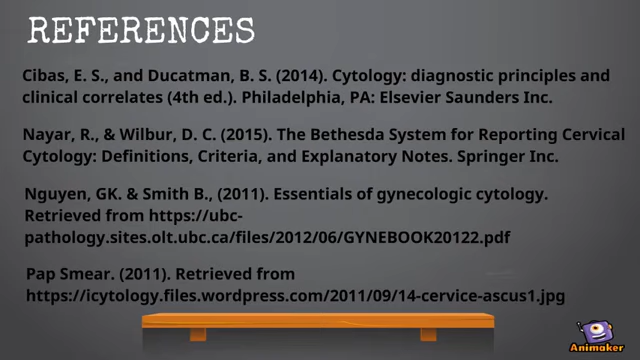 REFERENCES
Cibas, E. S., and Ducatman, B. S. (2014). Cytology: diagnostic principles and
clinical correlates (4th ed.). Philadelphia, PA: Elsevier Saunders Inc.
Nayar, R., & Wilbur, D. C. (2015). The Bethesda System for Reporting Cervical
Cytology: Definitions, Criteria, and Explanatory Notes. Springer Inc.
Nguyen, GK. & Smith B., (2011). Essentials of gynecologic cytology.
Retrieved from https://ubc-
pathology.sites.olt.ubc.ca/files/2012/06/GYNEBOOK20122.pdf
Pap Smear. (2011). Retrieved from
https://icytology.files.wordpress.com/2011/09/14-cervice-ascus1.jpg
Animaker